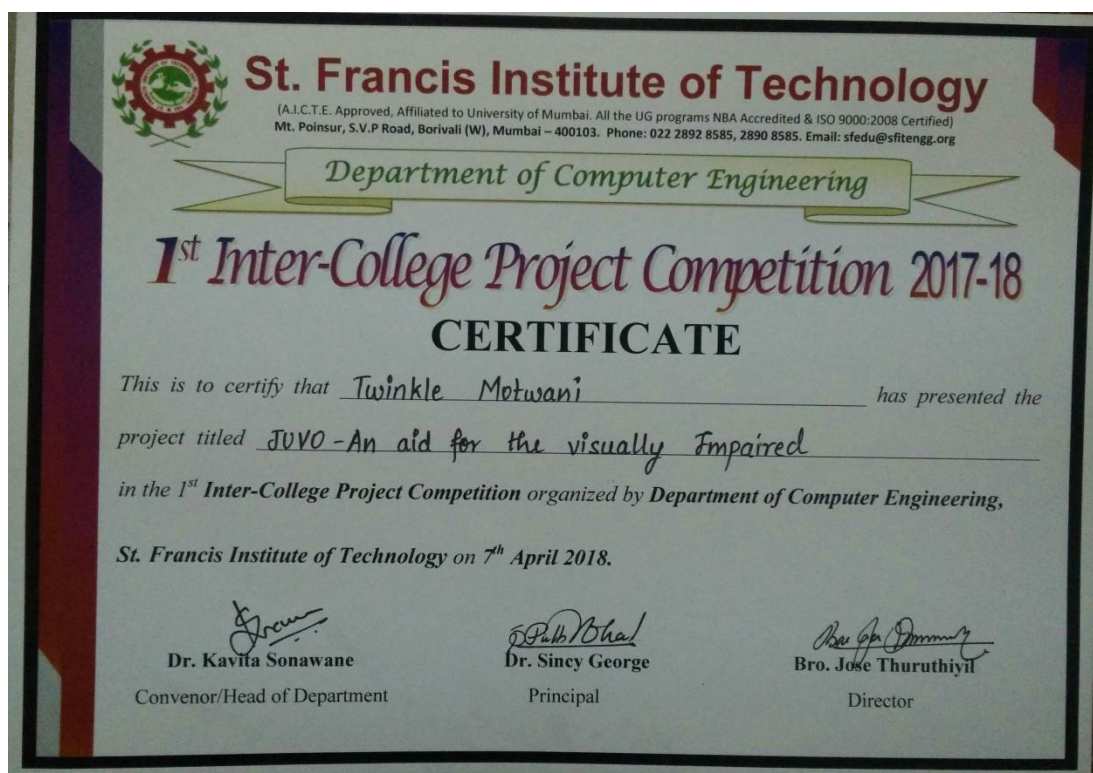 St. Francis Institute of Technology
(A.I.C.T.E. Approved, Affiliated to University of Mumbai. All the UG programs NBA Accredited & ISO 9000:2008 Certified)
Mt. Poinsur, S.V.P Road, Borivali (W), Mumbai – 400103. Phone: 022 2892 8585, 2890 8585. Email: sfedu@sfitengg.org
Department of Computer Engineering
1st Inter-College Project Competition 2017-18
CERTIFICATE
This is to certify that Twinkle Motwani has presented the
project titled JUVO - An aid for the visually Impaired
in the 1st Inter-College Project Competition organized by Department of Computer Engineering,
St. Francis Institute of Technology on 7th April 2018.
Dr. Kavita Sonawane Dr. Sincy George Bro. Jose Thuruthiyil
Convenor/Head of Department Principal Director